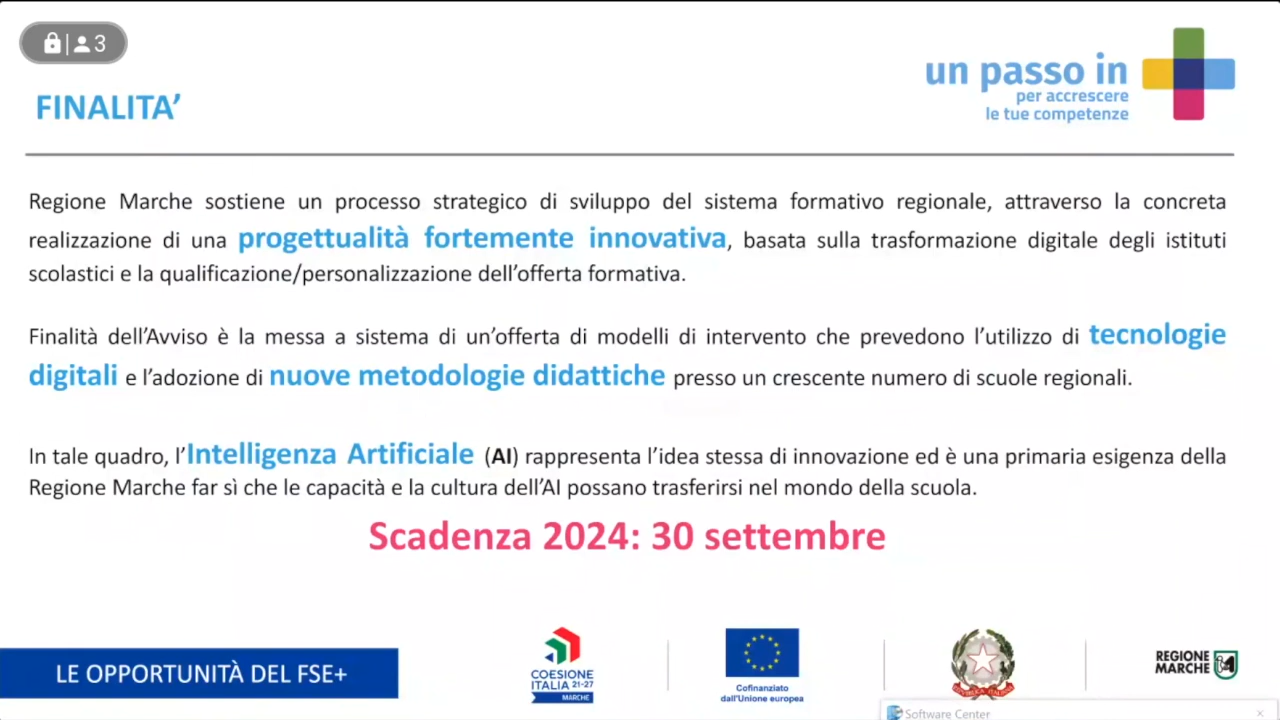 3
un passo in
per accrescere
le tue competenze
FINALITA’
Regione Marche sostiene un processo strategico di sviluppo del sistema formativo regionale, attraverso la concreta
realizzazione di una progettualità fortemente innovativa, basata sulla trasformazione digitale degli istituti
scolastici e la qualificazione/personalizzazione dell’offerta formativa.
Finalità dell’Avviso è la messa a sistema di un’offerta di modelli di intervento che prevedono l’utilizzo di tecnologie
digitali e l’adozione di nuove metodologie didattiche presso un crescente numero di scuole regionali.
In tale quadro, l’Intelligenza Artificiale (AI) rappresenta l’idea stessa di innovazione ed è una primaria esigenza della
Regione Marche far sì che le capacità e la cultura dell’AI possano trasferirsi nel mondo della scuola.
Scadenza 2024: 30 settembre
LE OPPORTUNITÀ DEL FSE+
COESIONE
ITALIA 21-27
MARCHE
Cofinanziato
dall'Unione europea
REGIONE
MARCHE
Software Center